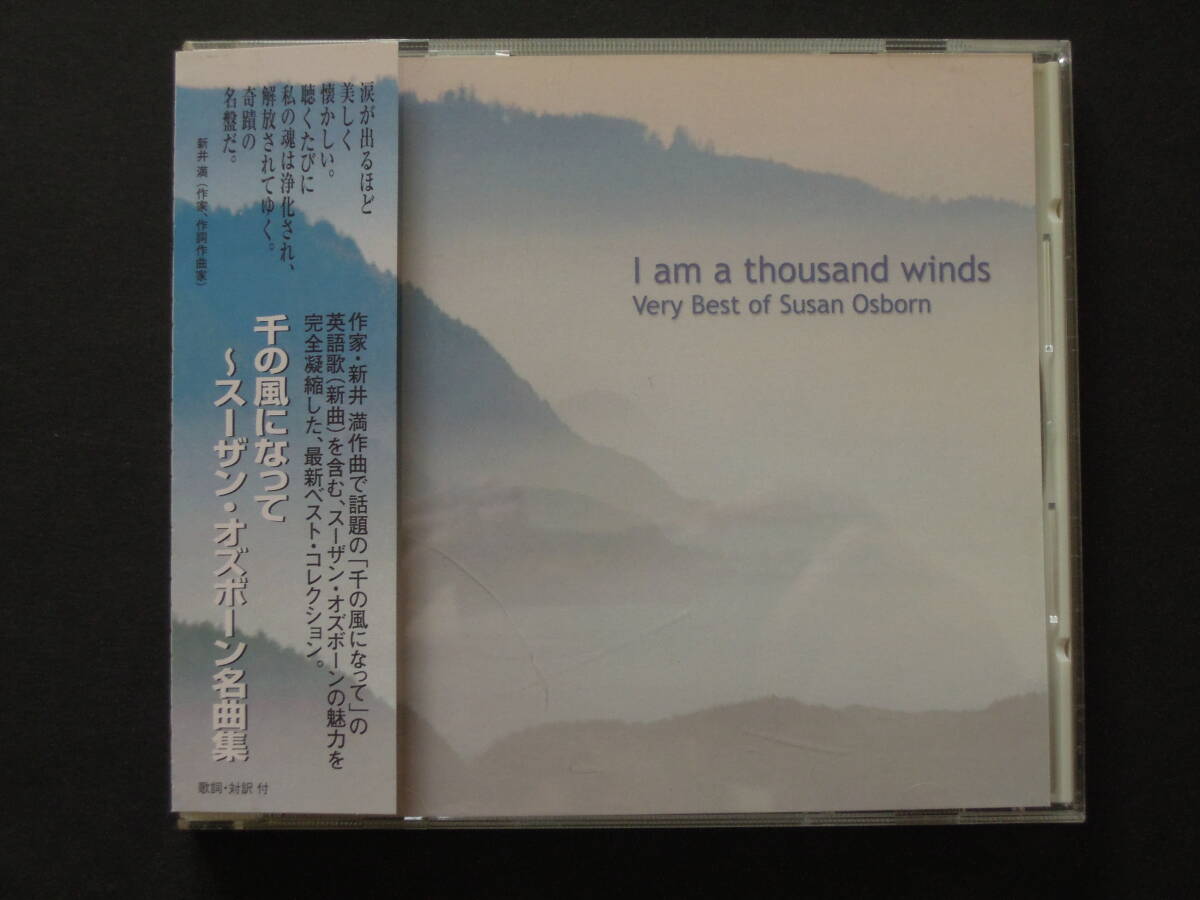 涙が出るほど
美しく
懐かしい。
聴くたびに
私の魂は浄化され、
解放されてゆく。
奇蹟の
名盤だ。
新井 満（作家、作詞作曲家）
作家・新井 満作曲で話題の「千の風になって」の
英語歌（新曲）を含む、スーザン・オズボーンの魅力を
完全凝縮した、最新ベスト・コレクション。
千の風になって
～スーザン・オズボーン名曲集
歌詞・対訳 付
I am a thousand winds
Very Best of Susan Osborn